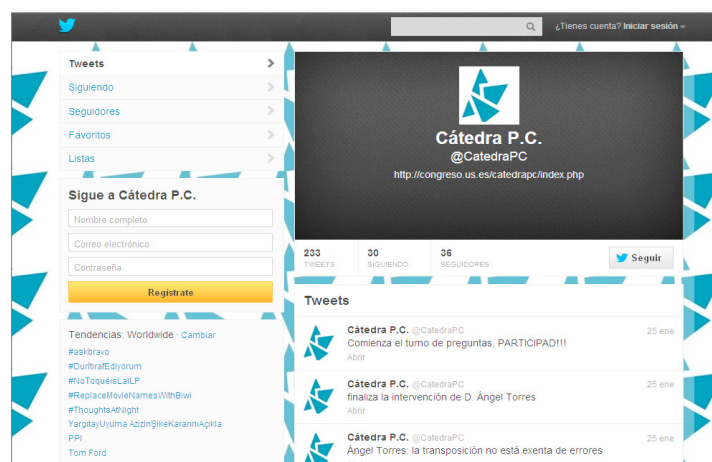 ¿Tienes cuenta? Iniciar sesión
Tweets
Siguiendo
Seguidores
Favoritos
Listas
Sigue a Cátedra P.C.
Nombre completo
Correo electrónico
Contraseña
Regístrate
Tendencias: Worldwide · Cambiar
#askbravo
#DurItirafEdiyorum
#NoToquéisLaILP
#ReplaceMovieNamesWithBiwi
#ThoughtsAtNight
YargıtayUyuma AzizinŞikeKararınıAçıkla
PPI
Tom Ford
Cátedra P.C.
@CatedraPC
http://congreso.us.es/catedrapc/index.php
233 30 36
TWEETS SIGUIENDO SEGUIDORES
Seguir
Tweets
Cátedra P.C. @CatedraPC 25 ene
Comienza el turno de preguntas, PARTICIPAD!!!
Abrir
Cátedra P.C. @CatedraPC 25 ene
finaliza la intervención de D. Ángel Torres
Abrir
Cátedra P.C. @CatedraPC 25 ene
Ángel Torres: la transposición no está exenta de errores